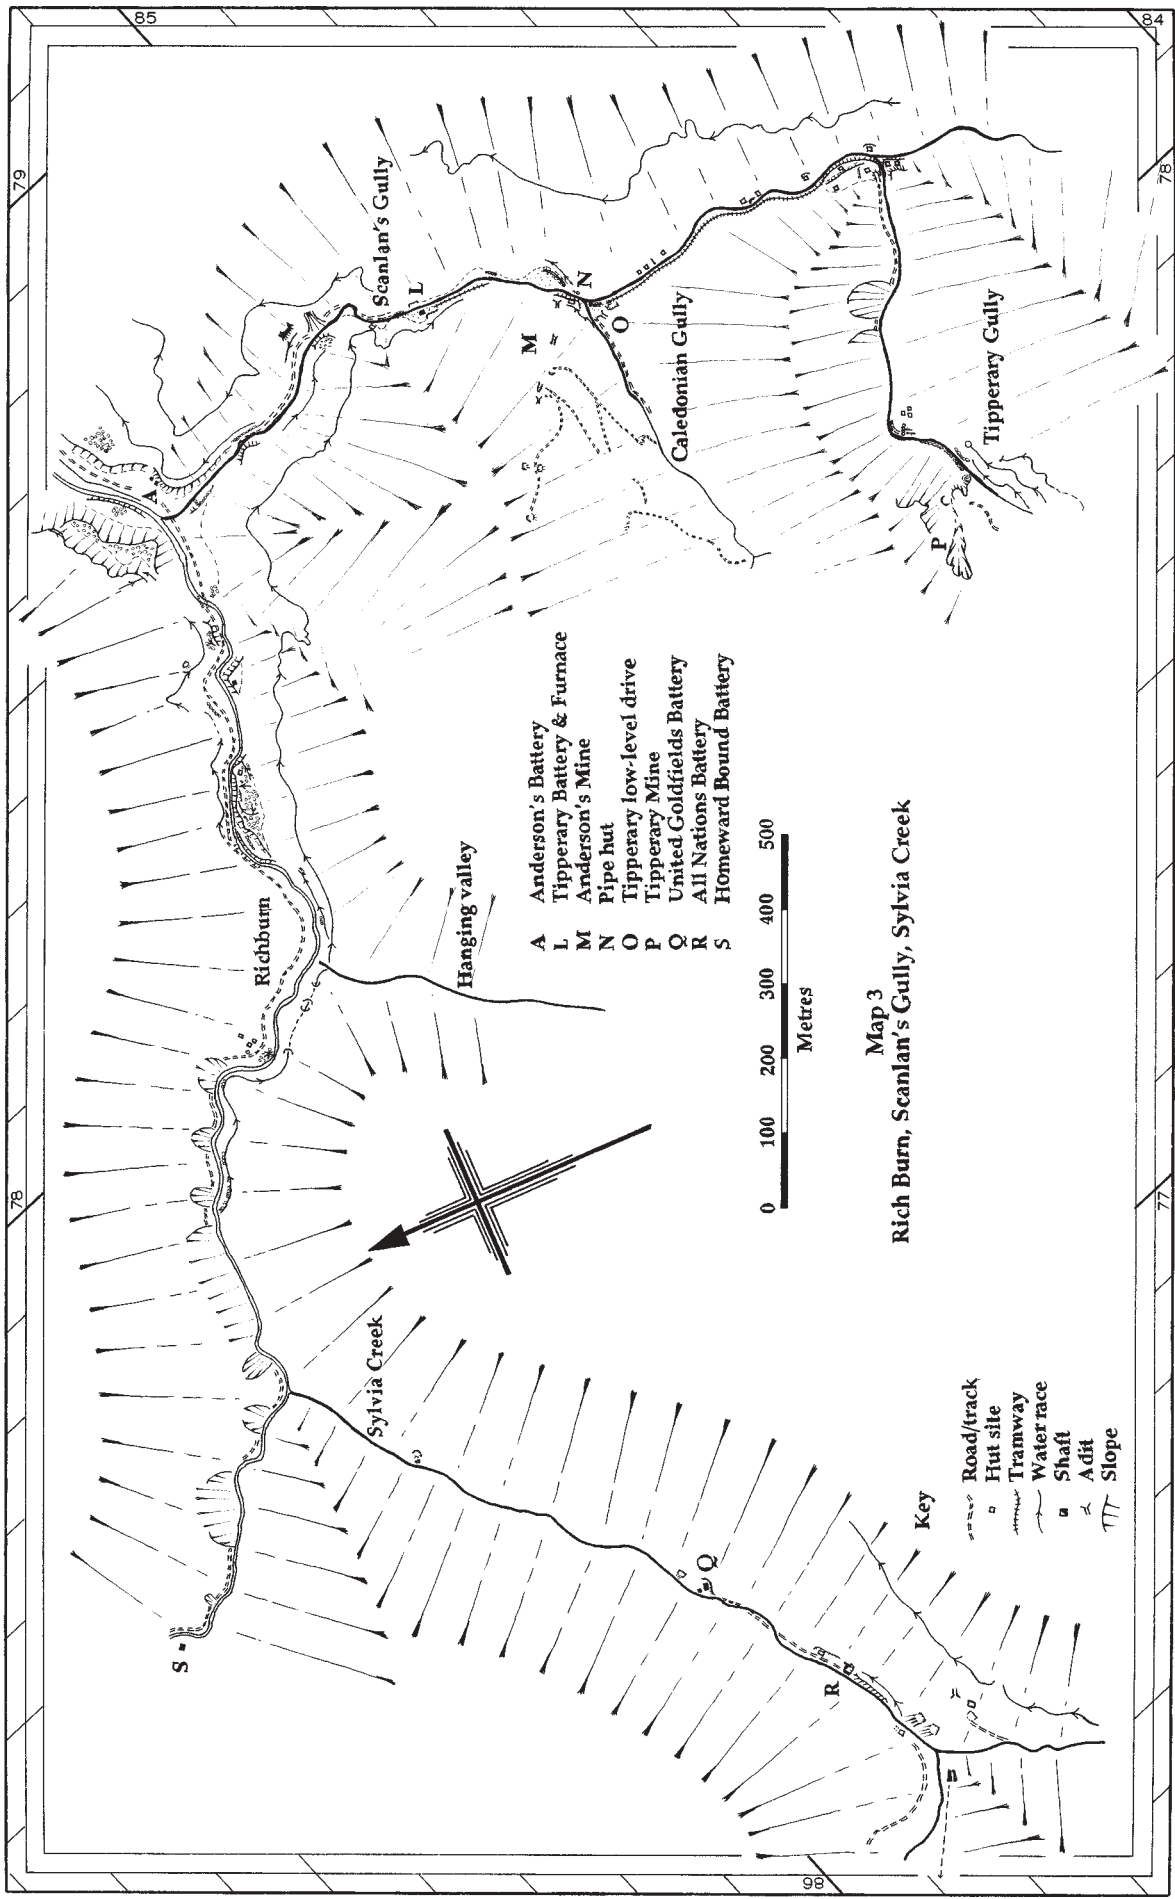 85
84
79
78
78
77
86
Scanlan's Gully
L
N
M
O
Caledonian Gully
Tipperary Gully
P
A
Richburn
Hanging valley
Sylvia Creek
Q
R
S
A Anderson's Battery
L Tipperary Battery & Furnace
M Anderson's Mine
N Pipe hut
O Tipperary low-level drive
P Tipperary Mine
Q United Goldfields Battery
R All Nations Battery
S Homeward Bound Battery
0 100 200 300 400 500
Metres
Map 3
Rich Burn, Scanlan's Gully, Sylvia Creek
Key
Road/track
Hut site
Tramway
Water race
Shaft
Adit
Slope